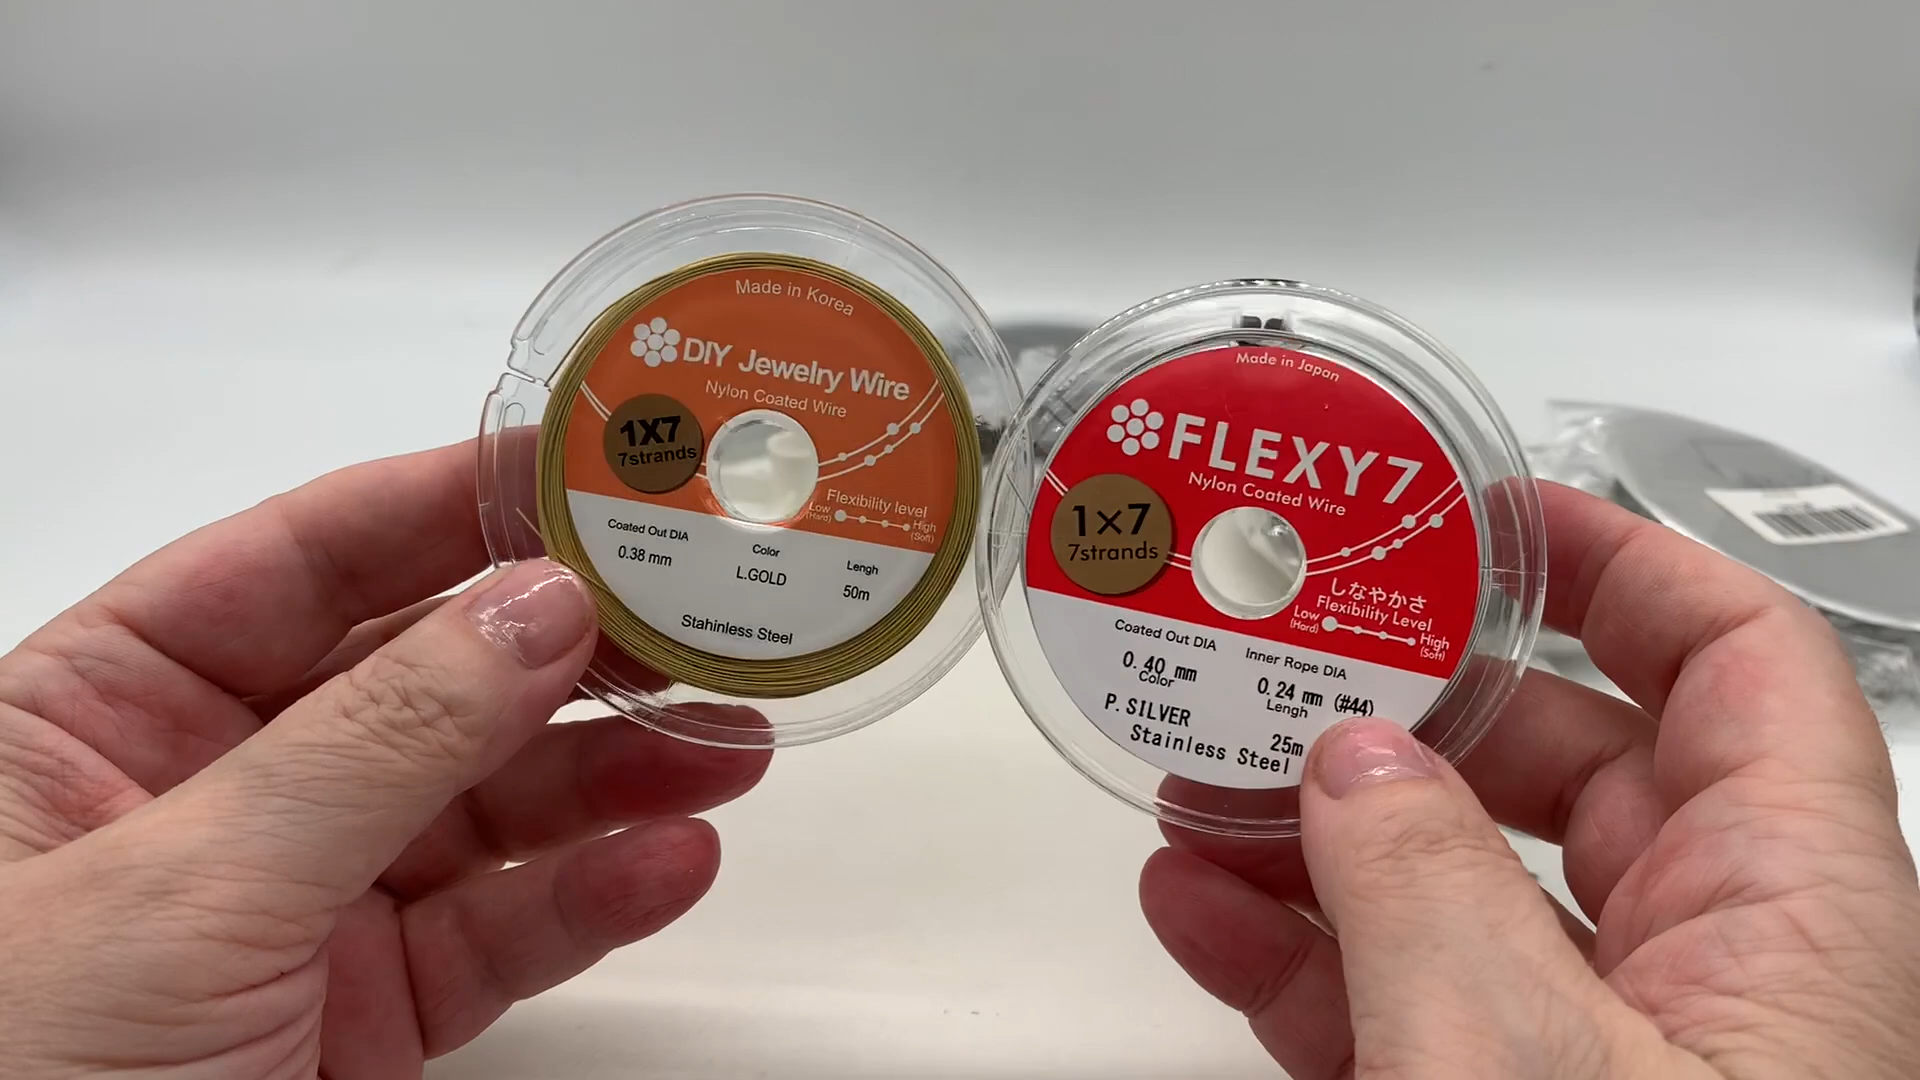 Made in Korea
DIY Jewelry Wire
Nylon Coated Wire
1X7
7strands
Flexibility level
Low
(Hard)
High
(Soft)
Coated Out DIA
0.38 mm
Color
L.GOLD
Lengh
50m
Stahinless Steel
Made in Japan
FLEXY7
Nylon Coated Wire
1×7
7strands
しなやかさ
Flexibility Level
Low
(Hard)
High
(Soft)
Coated Out DIA
0.40 mm
Inner Rope DIA
0.24 mm (#44)
Color
P.SILVER
Lengh
25m
Stainless Steel